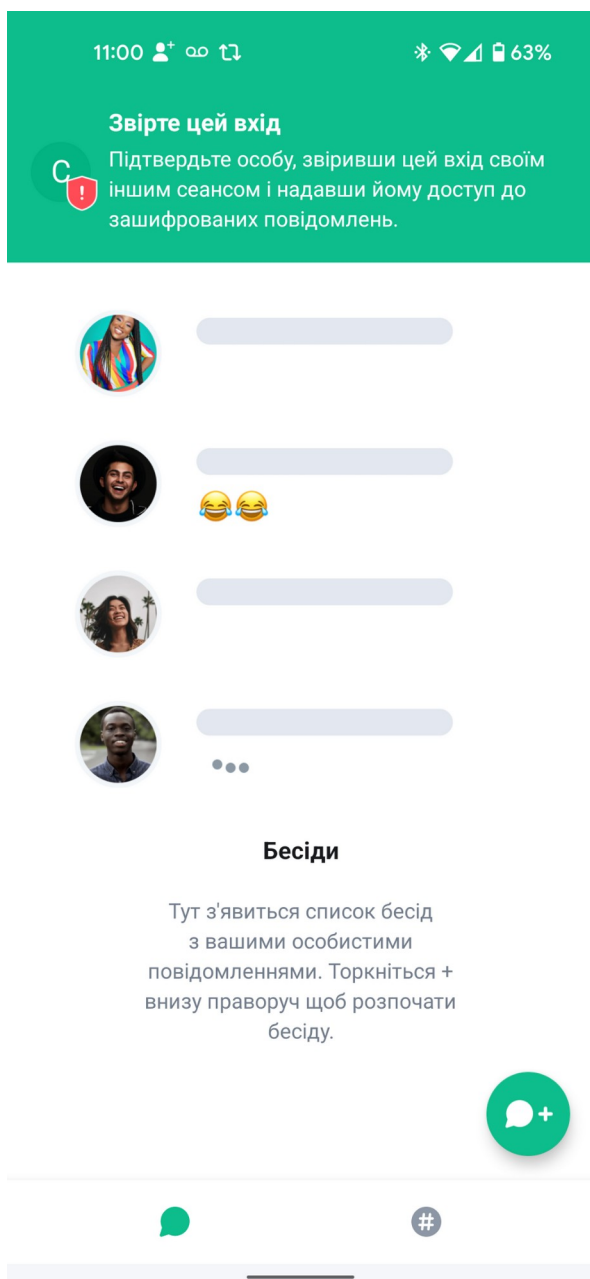 11:00
63%
Звірте цей вхід
С
Підтвердьте особу, звіривши цей вхід своїм
іншим сеансом і надавши йому доступ до
зашифрованих повідомлень.
😂😂
Бесіди
Тут з'явиться список бесід
з вашими особистими
повідомленнями. Торкніться +
внизу праворуч щоб розпочати
бесіду.